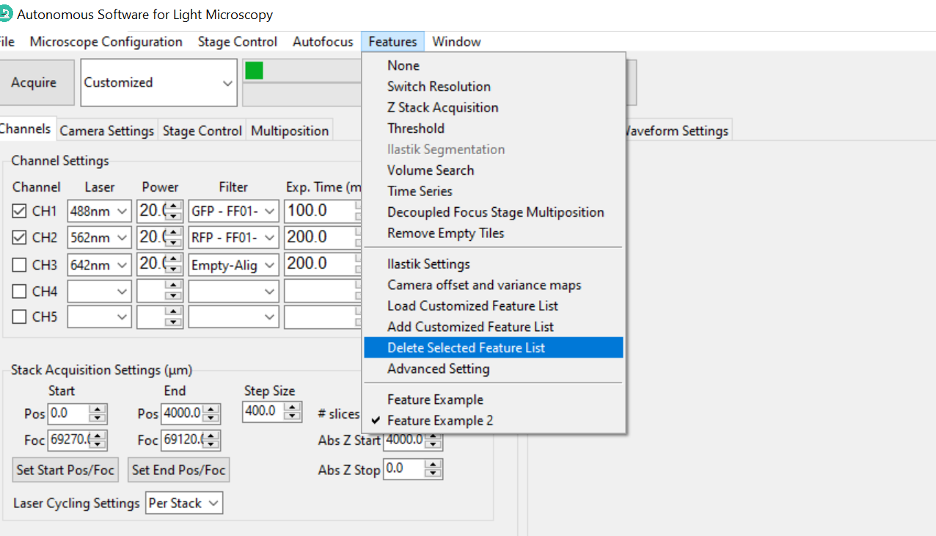 Autonomous Software for Light Microscopy
File Microscope Configuration Stage Control Autofocus Features Window
Acquire Customized
None
Switch Resolution
Z Stack Acquisition
Threshold
Ilastik Segmentation
Volume Search
Time Series
Decoupled Focus Stage Multiposition
Remove Empty Tiles
Ilastik Settings
Camera offset and variance maps
Load Customized Feature List
Add Customized Feature List
Delete Selected Feature List
Advanced Setting
Feature Example
Feature Example 2
Channels Camera Settings Stage Control Multiposition Waveform Settings
Channel Settings
Channel Laser Power Filter Exp. Time (m
CH1 488nm 20.( GFP - FF01- 100.0
CH2 562nm 20.( RFP - FF01- 200.0
CH3 642nm 20.( Empty-Alig 200.0
CH4
CH5
Stack Acquisition Settings (µm)
Start End Step Size
Pos 0.0 Pos 4000.0 400.0 # slices
Foc 69270.( Foc 69120.( Abs Z Start 4000.0
Set Start Pos/Foc Set End Pos/Foc Abs Z Stop 0.0
Laser Cycling Settings Per Stack